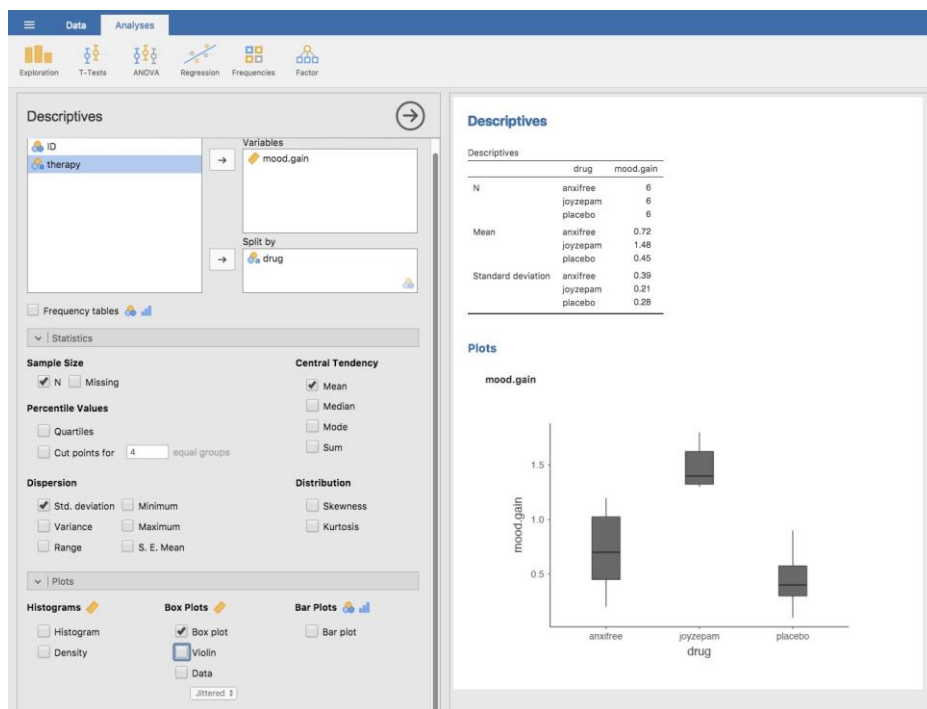 Data Analyses
Exploration T-Tests ANOVA Regression Frequencies Factor
Descriptives
ID
therapy
Variables
mood.gain
Split by
drug
Frequency tables
Statistics
Sample Size
N Missing
Percentile Values
Quartiles
Cut points for 4 equal groups
Central Tendency
Mean
Median
Mode
Sum
Dispersion
Std. deviation Minimum
Variance Maximum
Range S. E. Mean
Distribution
Skewness
Kurtosis
Plots
Histograms
Histogram
Density
Box Plots
Box plot
Violin
Data
Jittered
Bar Plots
Bar plot
Descriptives
Descriptives
drug mood.gain
N anxifree 6
joyzepam 6
placebo 6
Mean anxifree 0.72
joyzepam 1.48
placebo 0.45
Standard deviation anxifree 0.39
joyzepam 0.21
placebo 0.28
Plots
mood.gain
mood.gain
1.5
1.0
0.5
anxifree joyzepam placebo
drug